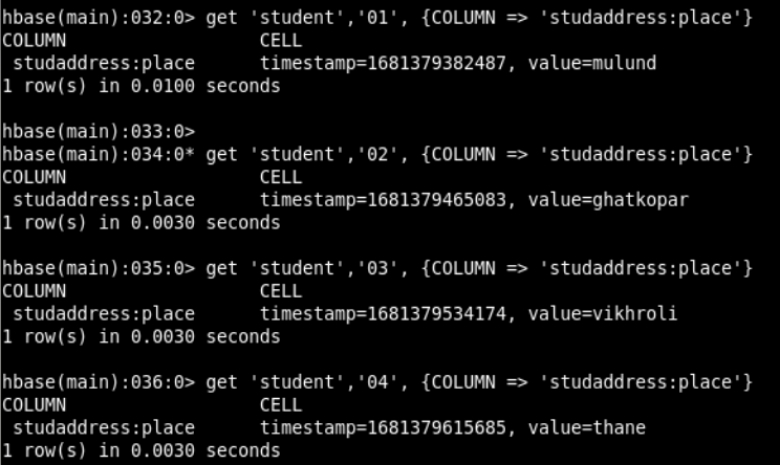 hbase(main):032:0> get 'student','01', {COLUMN => 'studaddress:place'}
COLUMN                CELL
 studaddress:place    timestamp=1681379382487, value=mulund
1 row(s) in 0.0100 seconds

hbase(main):033:0>
hbase(main):034:0* get 'student','02', {COLUMN => 'studaddress:place'}
COLUMN                CELL
 studaddress:place    timestamp=1681379465083, value=ghatkopar
1 row(s) in 0.0030 seconds

hbase(main):035:0> get 'student','03', {COLUMN => 'studaddress:place'}
COLUMN                CELL
 studaddress:place    timestamp=1681379534174, value=vikhroli
1 row(s) in 0.0030 seconds

hbase(main):036:0> get 'student','04', {COLUMN => 'studaddress:place'}
COLUMN                CELL
 studaddress:place    timestamp=1681379615685, value=thane
1 row(s) in 0.0030 seconds